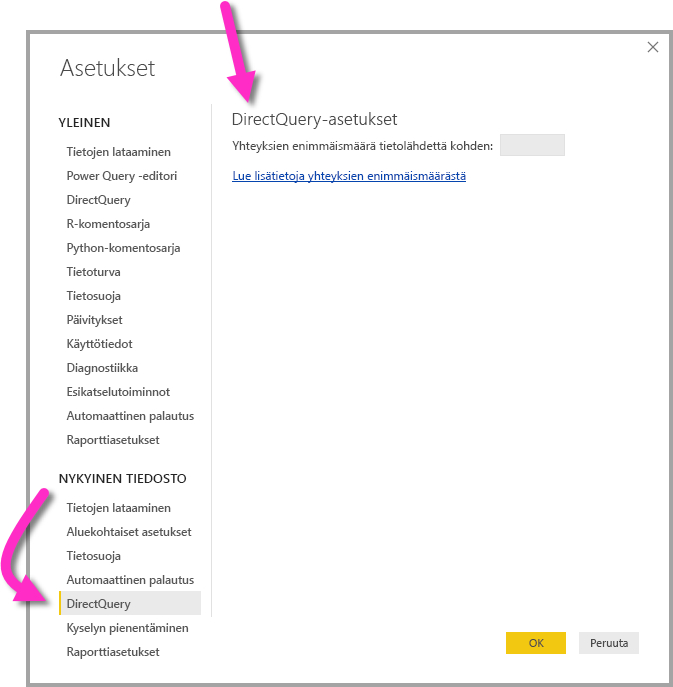 Asetukset
YLEINEN
Tietojen lataaminen
Power Query -editori
DirectQuery
R-komentosarja
Python-komentosarja
Tietoturva
Tietosuoja
Päivitykset
Käyttötiedot
Diagnostiikka
Esikatselutoiminnot
Automaattinen palautus
Raporttiasetukset
NYKYINEN TIEDOSTO
Tietojen lataaminen
Aluekohtaiset asetukset
Tietosuoja
Automaattinen palautus
DirectQuery
Kyselyn pienentäminen
Raporttiasetukset
DirectQuery-asetukset
Yhteyksien enimmäismäärä tietolähdettä kohden:
Lue lisätietoja yhteyksien enimmäismäärästä
OK
Peruuta